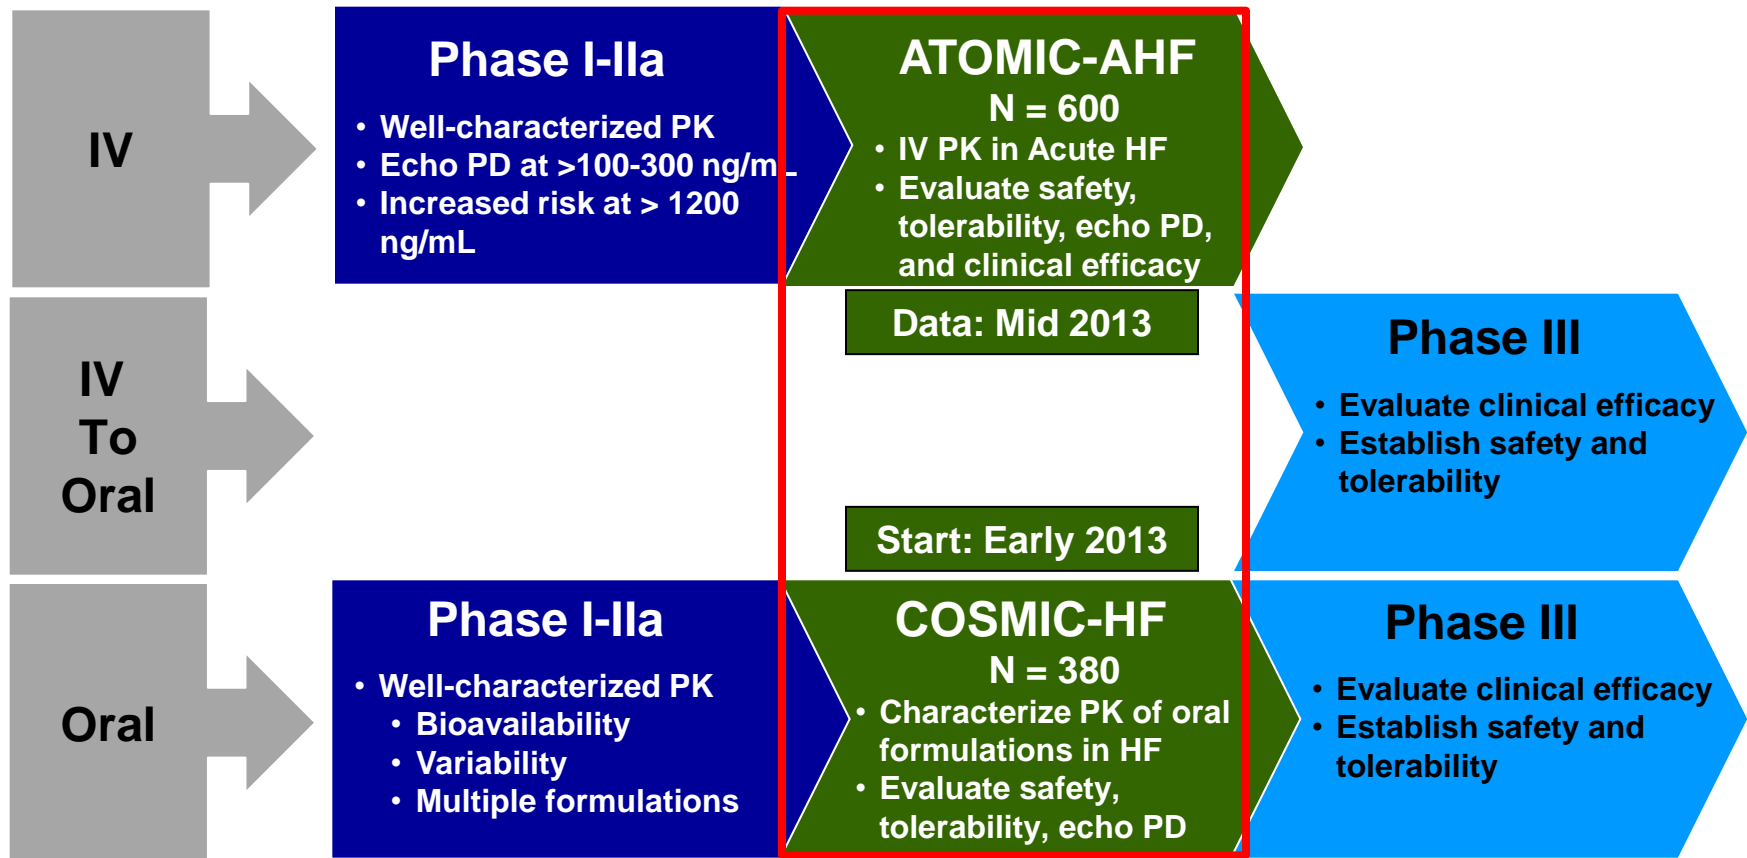 IV
Phase I-IIa
• Well-characterized PK
• Echo PD at >100-300 ng/mL
• Increased risk at > 1200
ng/mL
ATOMIC-AHF
N = 600
• IV PK in Acute HF
• Evaluate safety,
tolerability, echo PD,
and clinical efficacy
Data: Mid 2013
IV
To
Oral
Phase III
• Evaluate clinical efficacy
• Establish safety and
tolerability
Start: Early 2013
Oral
Phase I-IIa
• Well-characterized PK
• Bioavailability
• Variability
• Multiple formulations
COSMIC-HF
N = 380
• Characterize PK of oral
formulations in HF
• Evaluate safety,
tolerability, echo PD
Phase III
• Evaluate clinical efficacy
• Establish safety and
tolerability